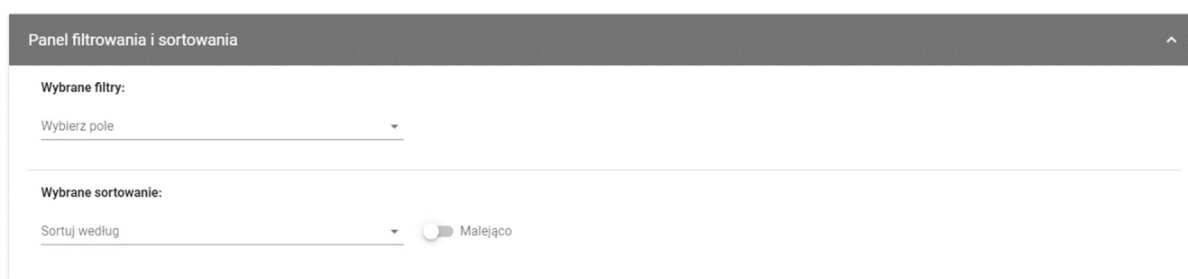 Panel filtrowania i sortowania
Wybrane filtry:
Wybierz pole
Wybrane sortowanie:
Sortuj według
Malejąco